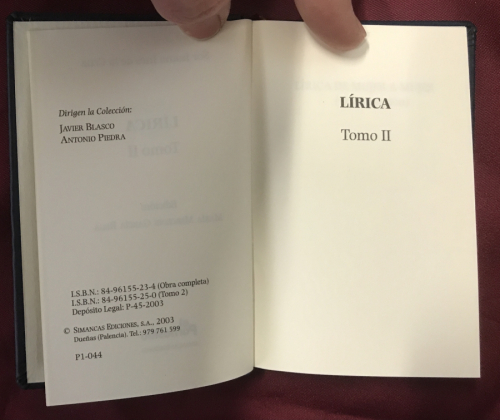 Dirigen la Colección:
JAVIER BLASCO
ANTONIO PIEDRA
I.S.B.N.: 84-96155-23-4 (Obra completa)
I.S.B.N.: 84-96155-25-0 (Tomo 2)
Depósito Legal: P-45-2003
© SIMANCAS EDICIONES, S.A., 2003
Dueñas (Palencia). Tel.: 979 761 599
P1-044
LÍRICA
Tomo II